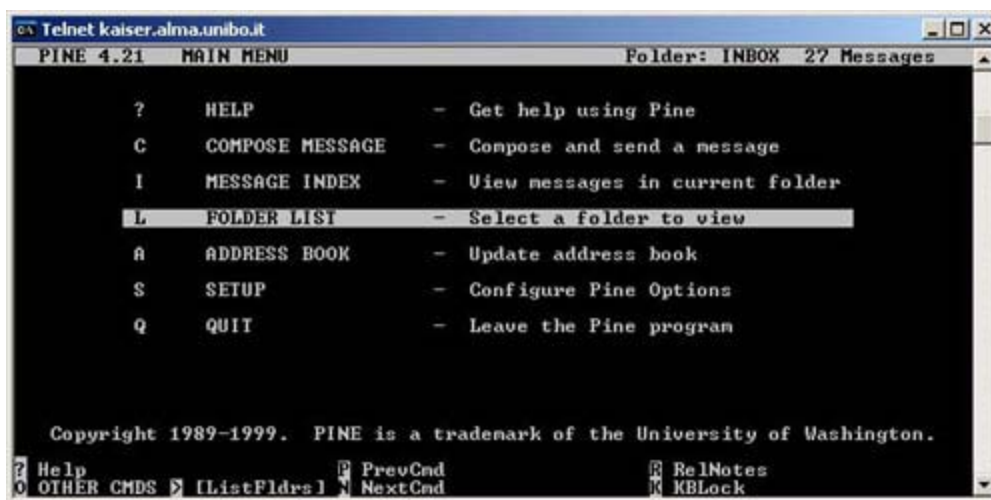 Telnet kaiser.alma.unibo.it
PINE 4.21 MAIN MENU Folder: INBOX 27 Messages
? HELP - Get help using Pine
C COMPOSE MESSAGE - Compose and send a message
I MESSAGE INDEX - View messages in current folder
L FOLDER LIST - Select a folder to view
A ADDRESS BOOK - Update address book
S SETUP - Configure Pine Options
Q QUIT - Leave the Pine program
Copyright 1989-1999. PINE is a trademark of the University of Washington.
? Help P PrevCmd R RelNotes
O OTHER CMDS > [ListFldrs] N NextCmd K KBLock